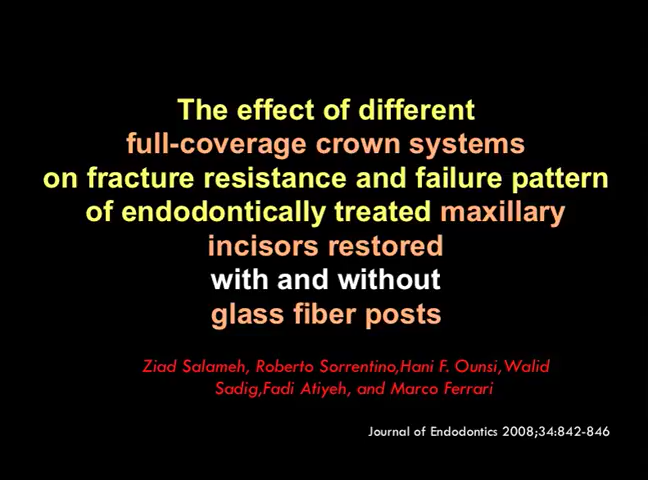 The effect of different
full-coverage crown systems
on fracture resistance and failure pattern
of endodontically treated maxillary
incisors restored
with and without
glass fiber posts
Ziad Salameh, Roberto Sorrentino,Hani F. Ounsi,Walid
Sadig,Fadi Atiyeh, and Marco Ferrari
Journal of Endodontics 2008;34:842-846